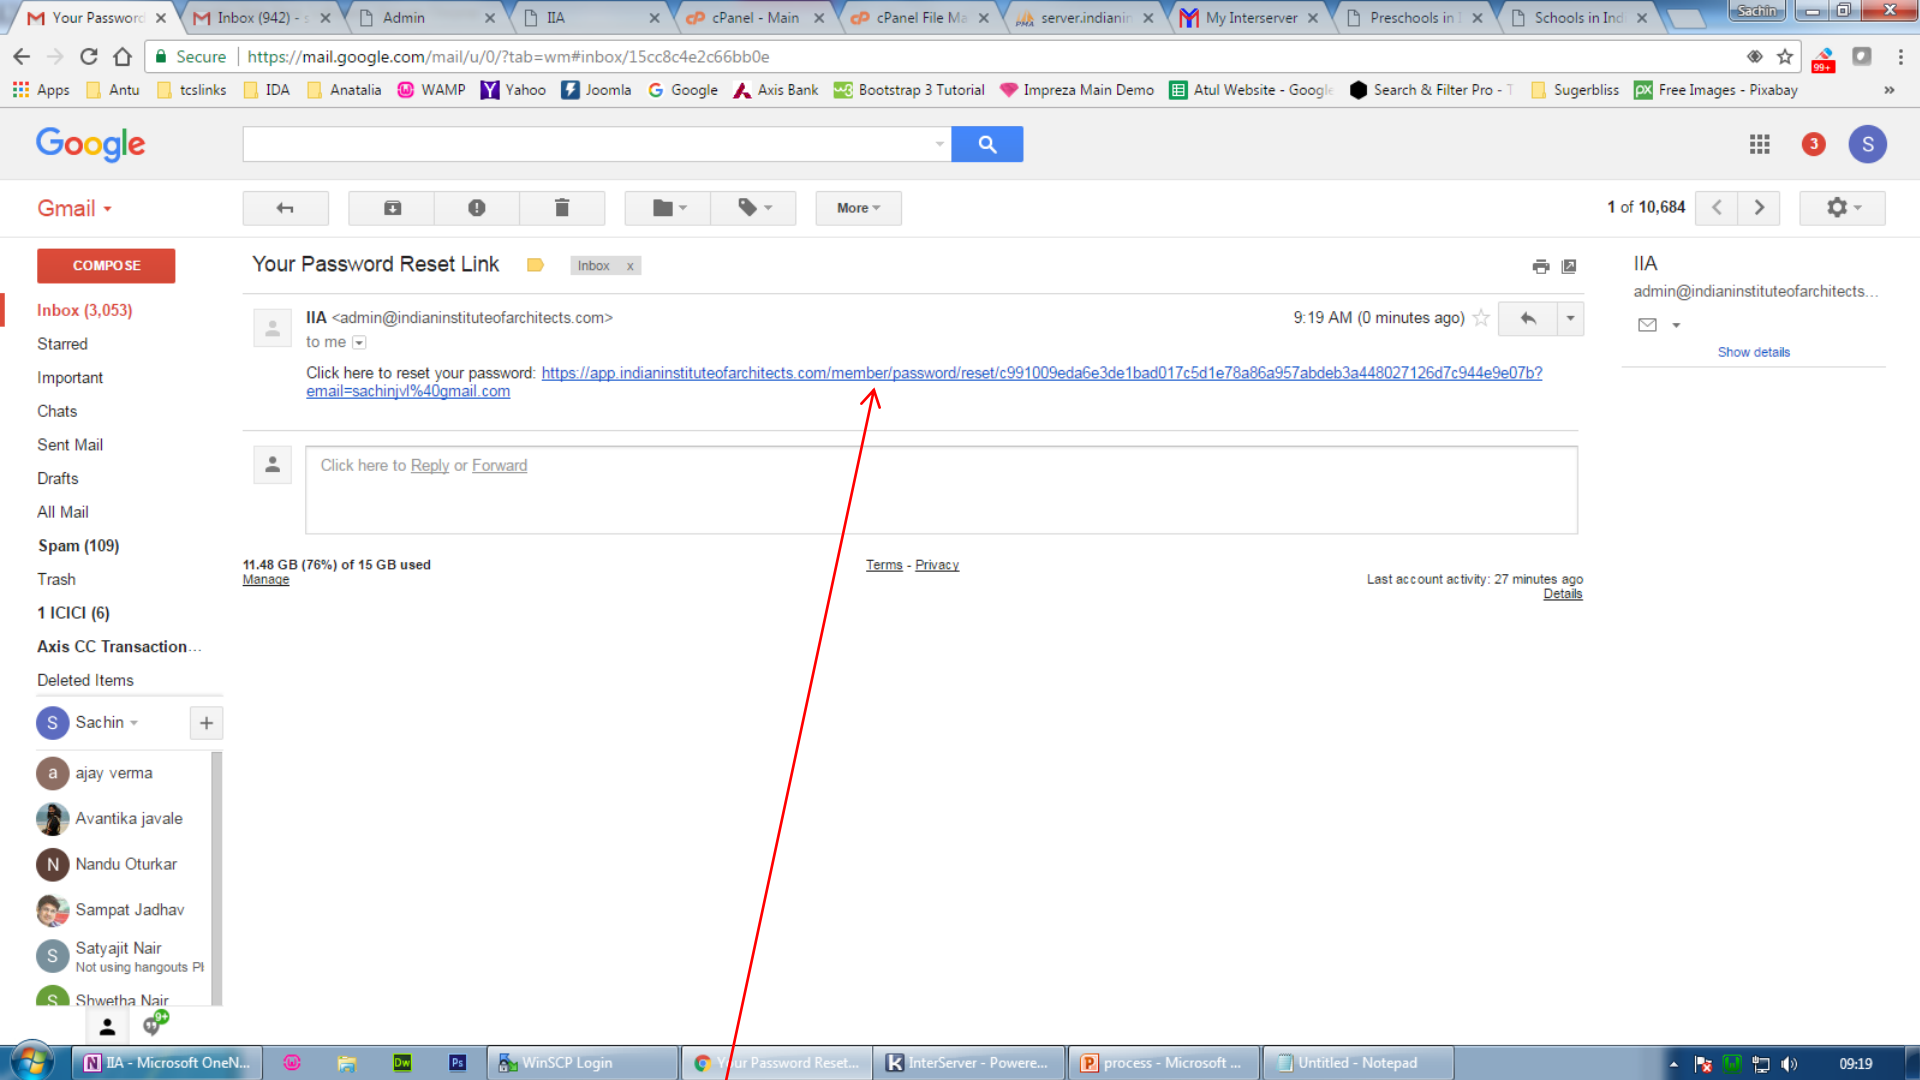 Your Password
Inbox (942) - s
Admin
IIA
cPanel - Main
cPanel File Ma
server.indianin
My Interserver
Preschools in I
Schools in Indi
Sachin
Secure
https://mail.google.com/mail/u/0/?tab=wm#inbox/15cc8c4e2c66bb0e
99+
Apps
Antu
tcslinks
IDA
Anatalia
WAMP
Yahoo
Joomla
Google
Axis Bank
Bootstrap 3 Tutorial
Impreza Main Demo
Atul Website - Google
Search & Filter Pro - T
Sugerbliss
Free Images - Pixabay
»
Google
3
S
Gmail
More
1 of 10,684
COMPOSE
Your Password Reset Link
Inbox x
IIA
admin@indianinstituteofarchitects...
Show details
Inbox (3,053)
Starred
Important
Chats
Sent Mail
Drafts
All Mail
Spam (109)
Trash
1 ICICI (6)
Axis CC Transaction...
Deleted Items
IIA <admin@indianinstituteofarchitects.com>
9:19 AM (0 minutes ago)
to me
Click here to reset your password: https://app.indianinstituteofarchitects.com/member/password/reset/c991009eda6e3de1bad017c5d1e78a86a957abdeb3a448027126d7c944e9e07b?
email=sachinjvl%40gmail.com
Click here to Reply or Forward
11.48 GB (76%) of 15 GB used
Manage
Terms - Privacy
Last account activity: 27 minutes ago
Details
S Sachin
+
a ajay verma
Avantika javale
N Nandu Oturkar
Sampat Jadhav
S Satyajit Nair
Not using hangouts Pl
S Shwetha Nair
9+
IIA - Microsoft OneN...
Dw
Ps
WinSCP Login
Your Password Reset...
InterServer - Powere...
process - Microsoft ...
Untitled - Notepad
09:19